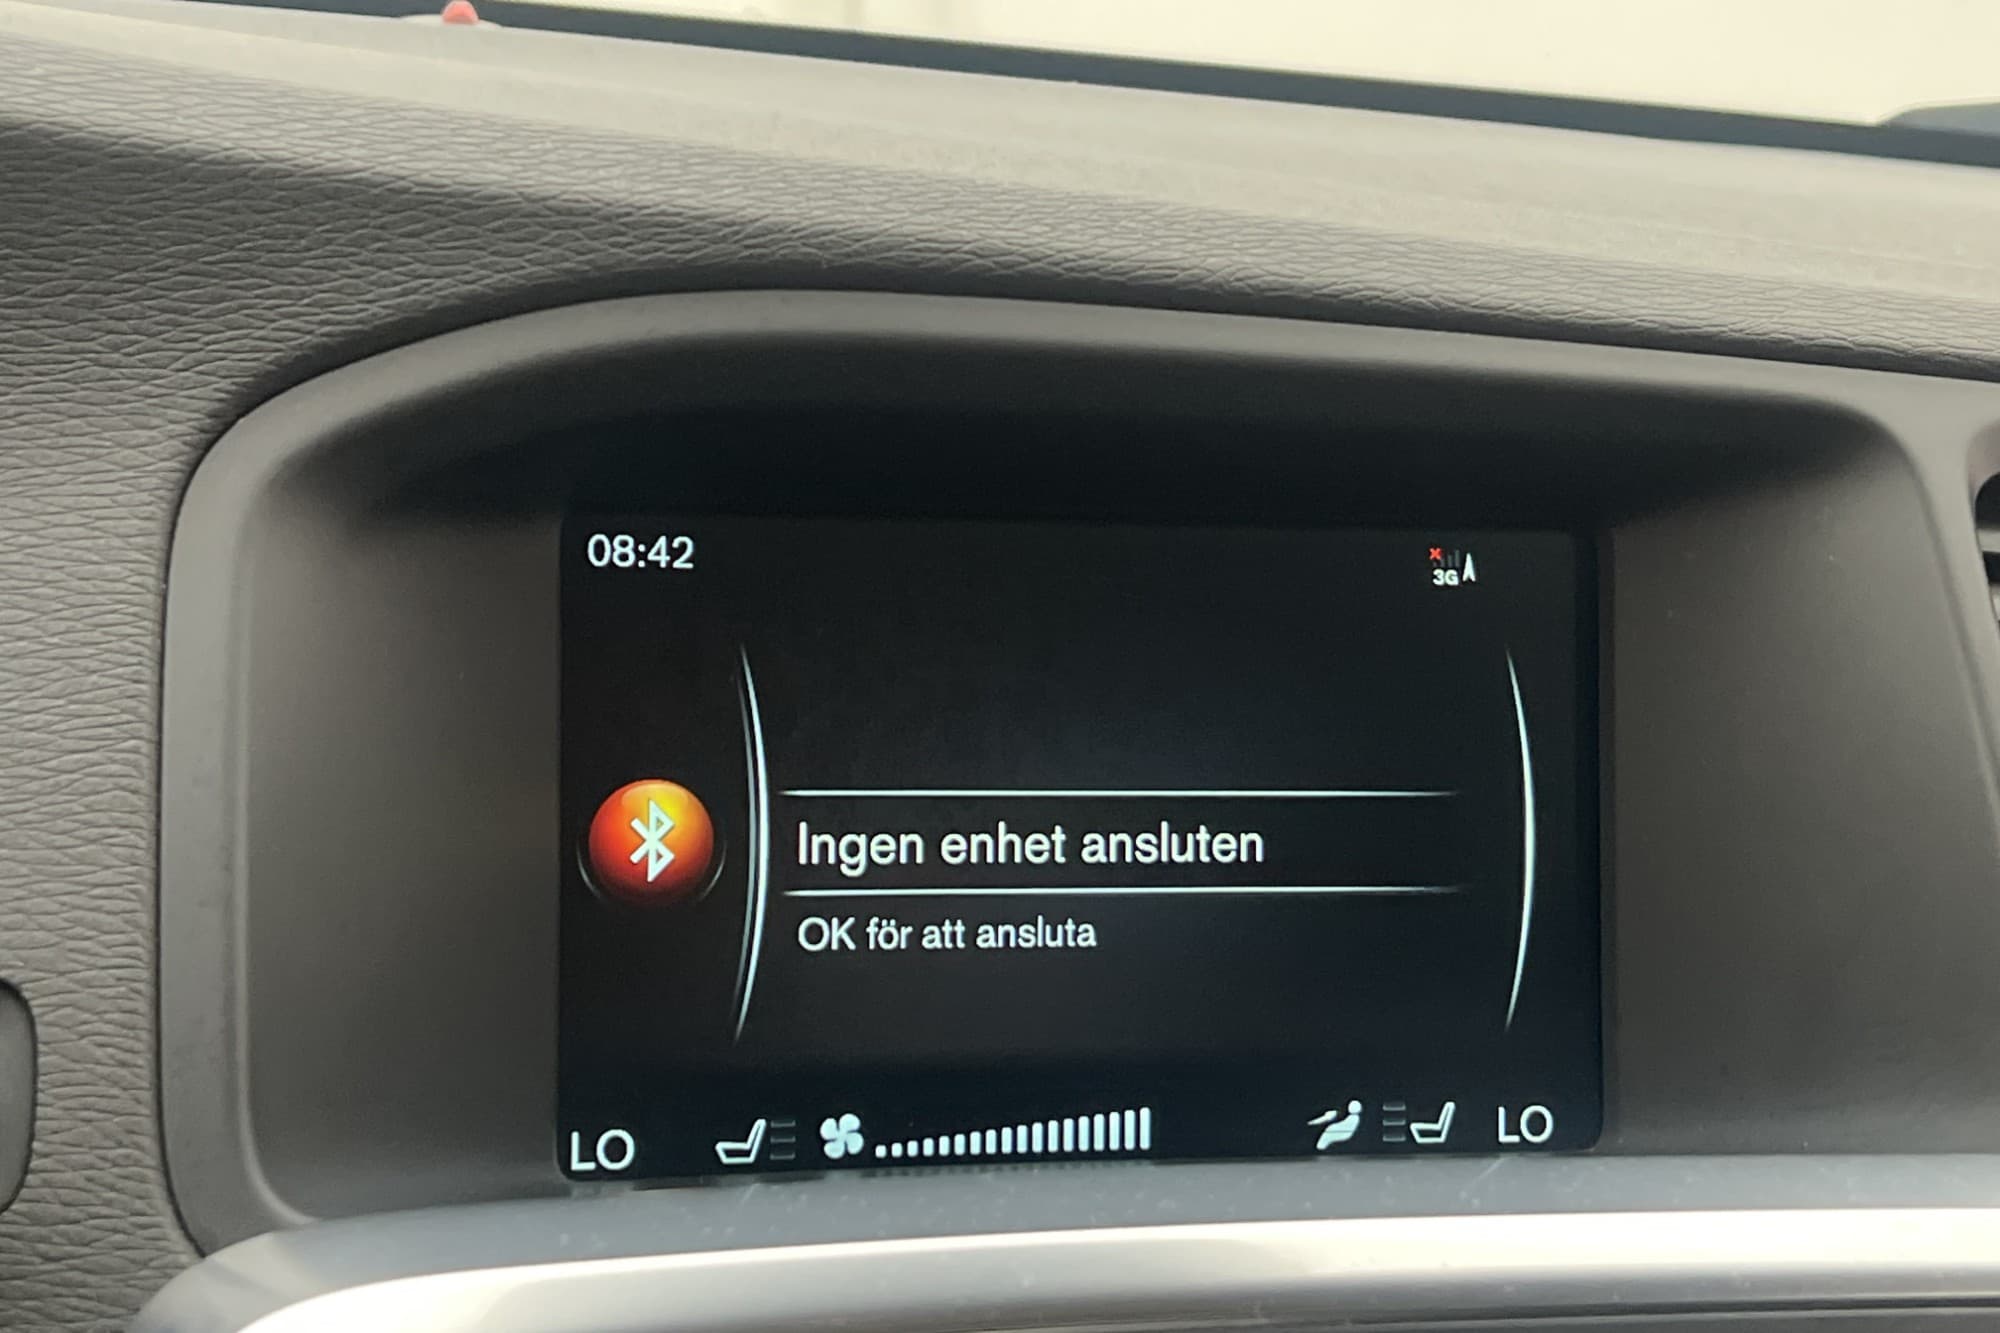 08:42
3G
Ingen enhet ansluten
OK för att ansluta
LO LO